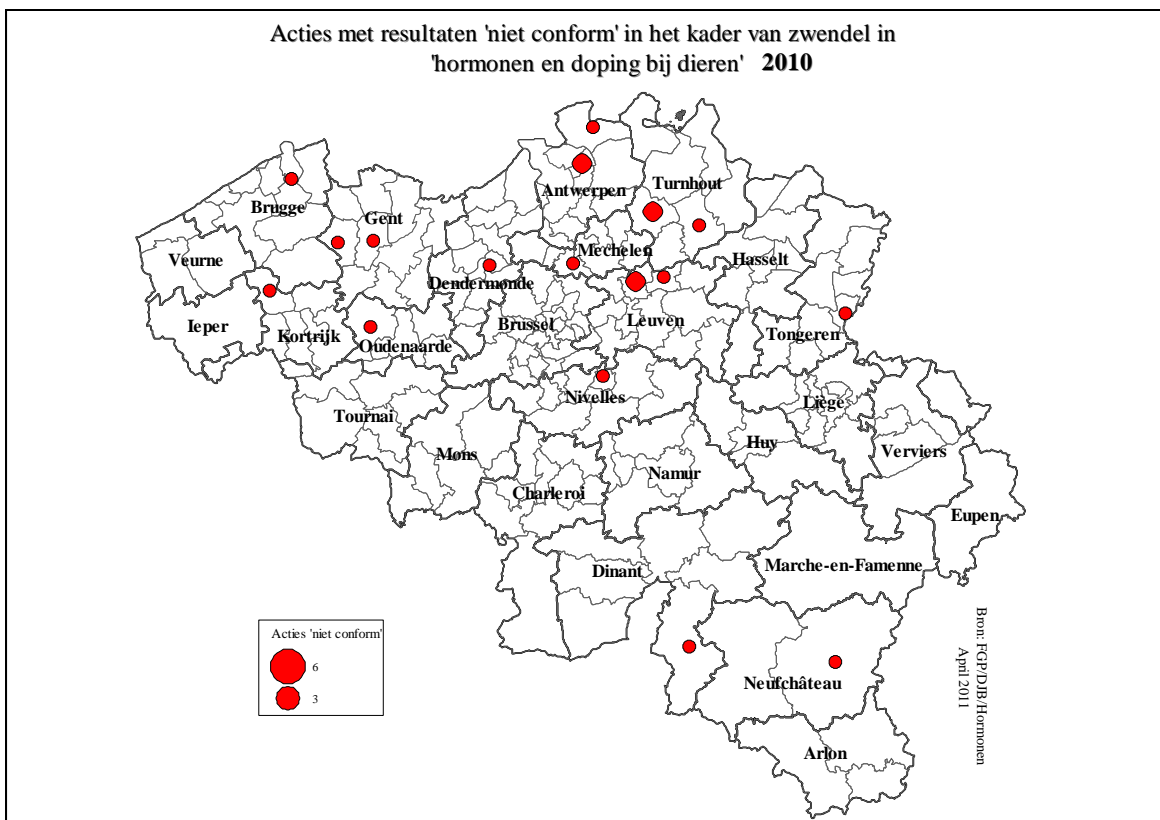 Acties met resultaten 'niet conform' in het kader van zwendel in
'hormonen en doping bij dieren' 2010
Antwerpen
Turnhout
Brugge
Gent
Mechelen
Veurne
Hasselt
Dendermonde
Ieper
Brussel
Leuven
Kortrijk
Oudenaarde
Tongeren
Nivelles
Liège
Tournai
Huy
Mons
Verviers
Namur
Charleroi
Eupen
Marche-en-Famenne
Dinant
Neufchâteau
Arlon
Acties 'niet conform'
6
3
Bron: FGP/DJB/Hormonen
April 2011